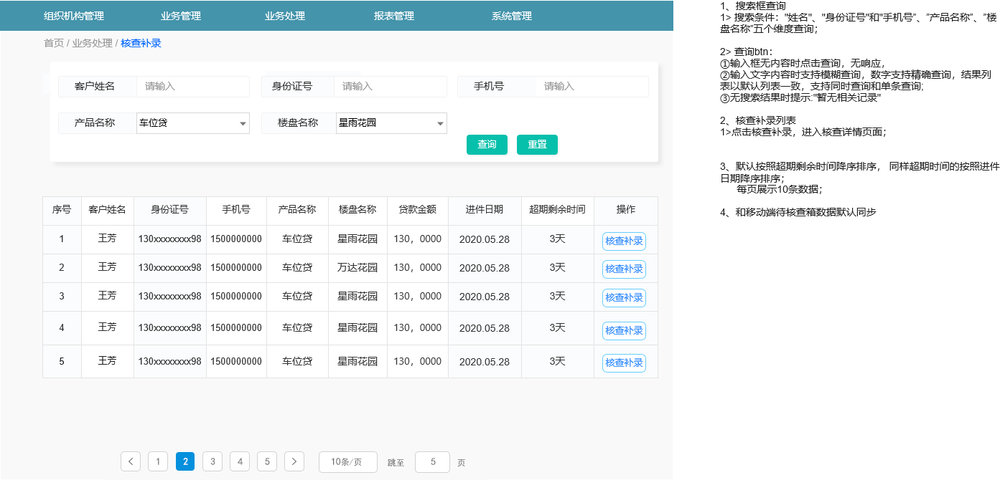 组织机构管理 业务管理 业务处理 报表管理 系统管理
首页 / 业务处理 / 核查补录
客户姓名 请输入 身份证号 请输入 手机号 请输入
产品名称 车位贷 楼盘名称 星雨花园
查询 重置
序号 客户姓名 身份证号 手机号 产品名称 楼盘名称 贷款金额 进件日期 超期剩余时间 操作
1 王芳 130xxxxxxxx98 1500000000 车位贷 星雨花园 130，0000 2020.05.28 3天 核查补录
2 王芳 130xxxxxxxx98 1500000000 车位贷 万达花园 130，0000 2020.05.28 3天 核查补录
3 王芳 130xxxxxxxx98 1500000000 车位贷 星雨花园 130，0000 2020.05.28 3天 核查补录
4 王芳 130xxxxxxxx98 1500000000 车位贷 星雨花园 130，0000 2020.05.28 3天 核查补录
5 王芳 130xxxxxxxx98 1500000000 车位贷 星雨花园 130，0000 2020.05.28 3天 核查补录
< 1 2 3 4 5 > 10条/页 跳至 5 页
1、搜索框查询
1> 搜索条件："姓名"、"身份证号"和"手机号"、"产品名称"、"楼
盘名称"五个维度查询；
2> 查询btn：
①输入框无内容时点击查询，无响应，
②输入文字内容时支持模糊查询，数字支持精确查询，结果列
表以默认列表一致，支持同时查询和单条查询;
③无搜索结果时提示:"暂无相关记录"
2、核查补录列表
1>点击核查补录，进入核查详情页面；
3、默认按照超期剩余时间降序排序， 同样超期时间的按照进件
日期降序排序；
每页展示10条数据；
4、和移动端待核查箱数据默认同步